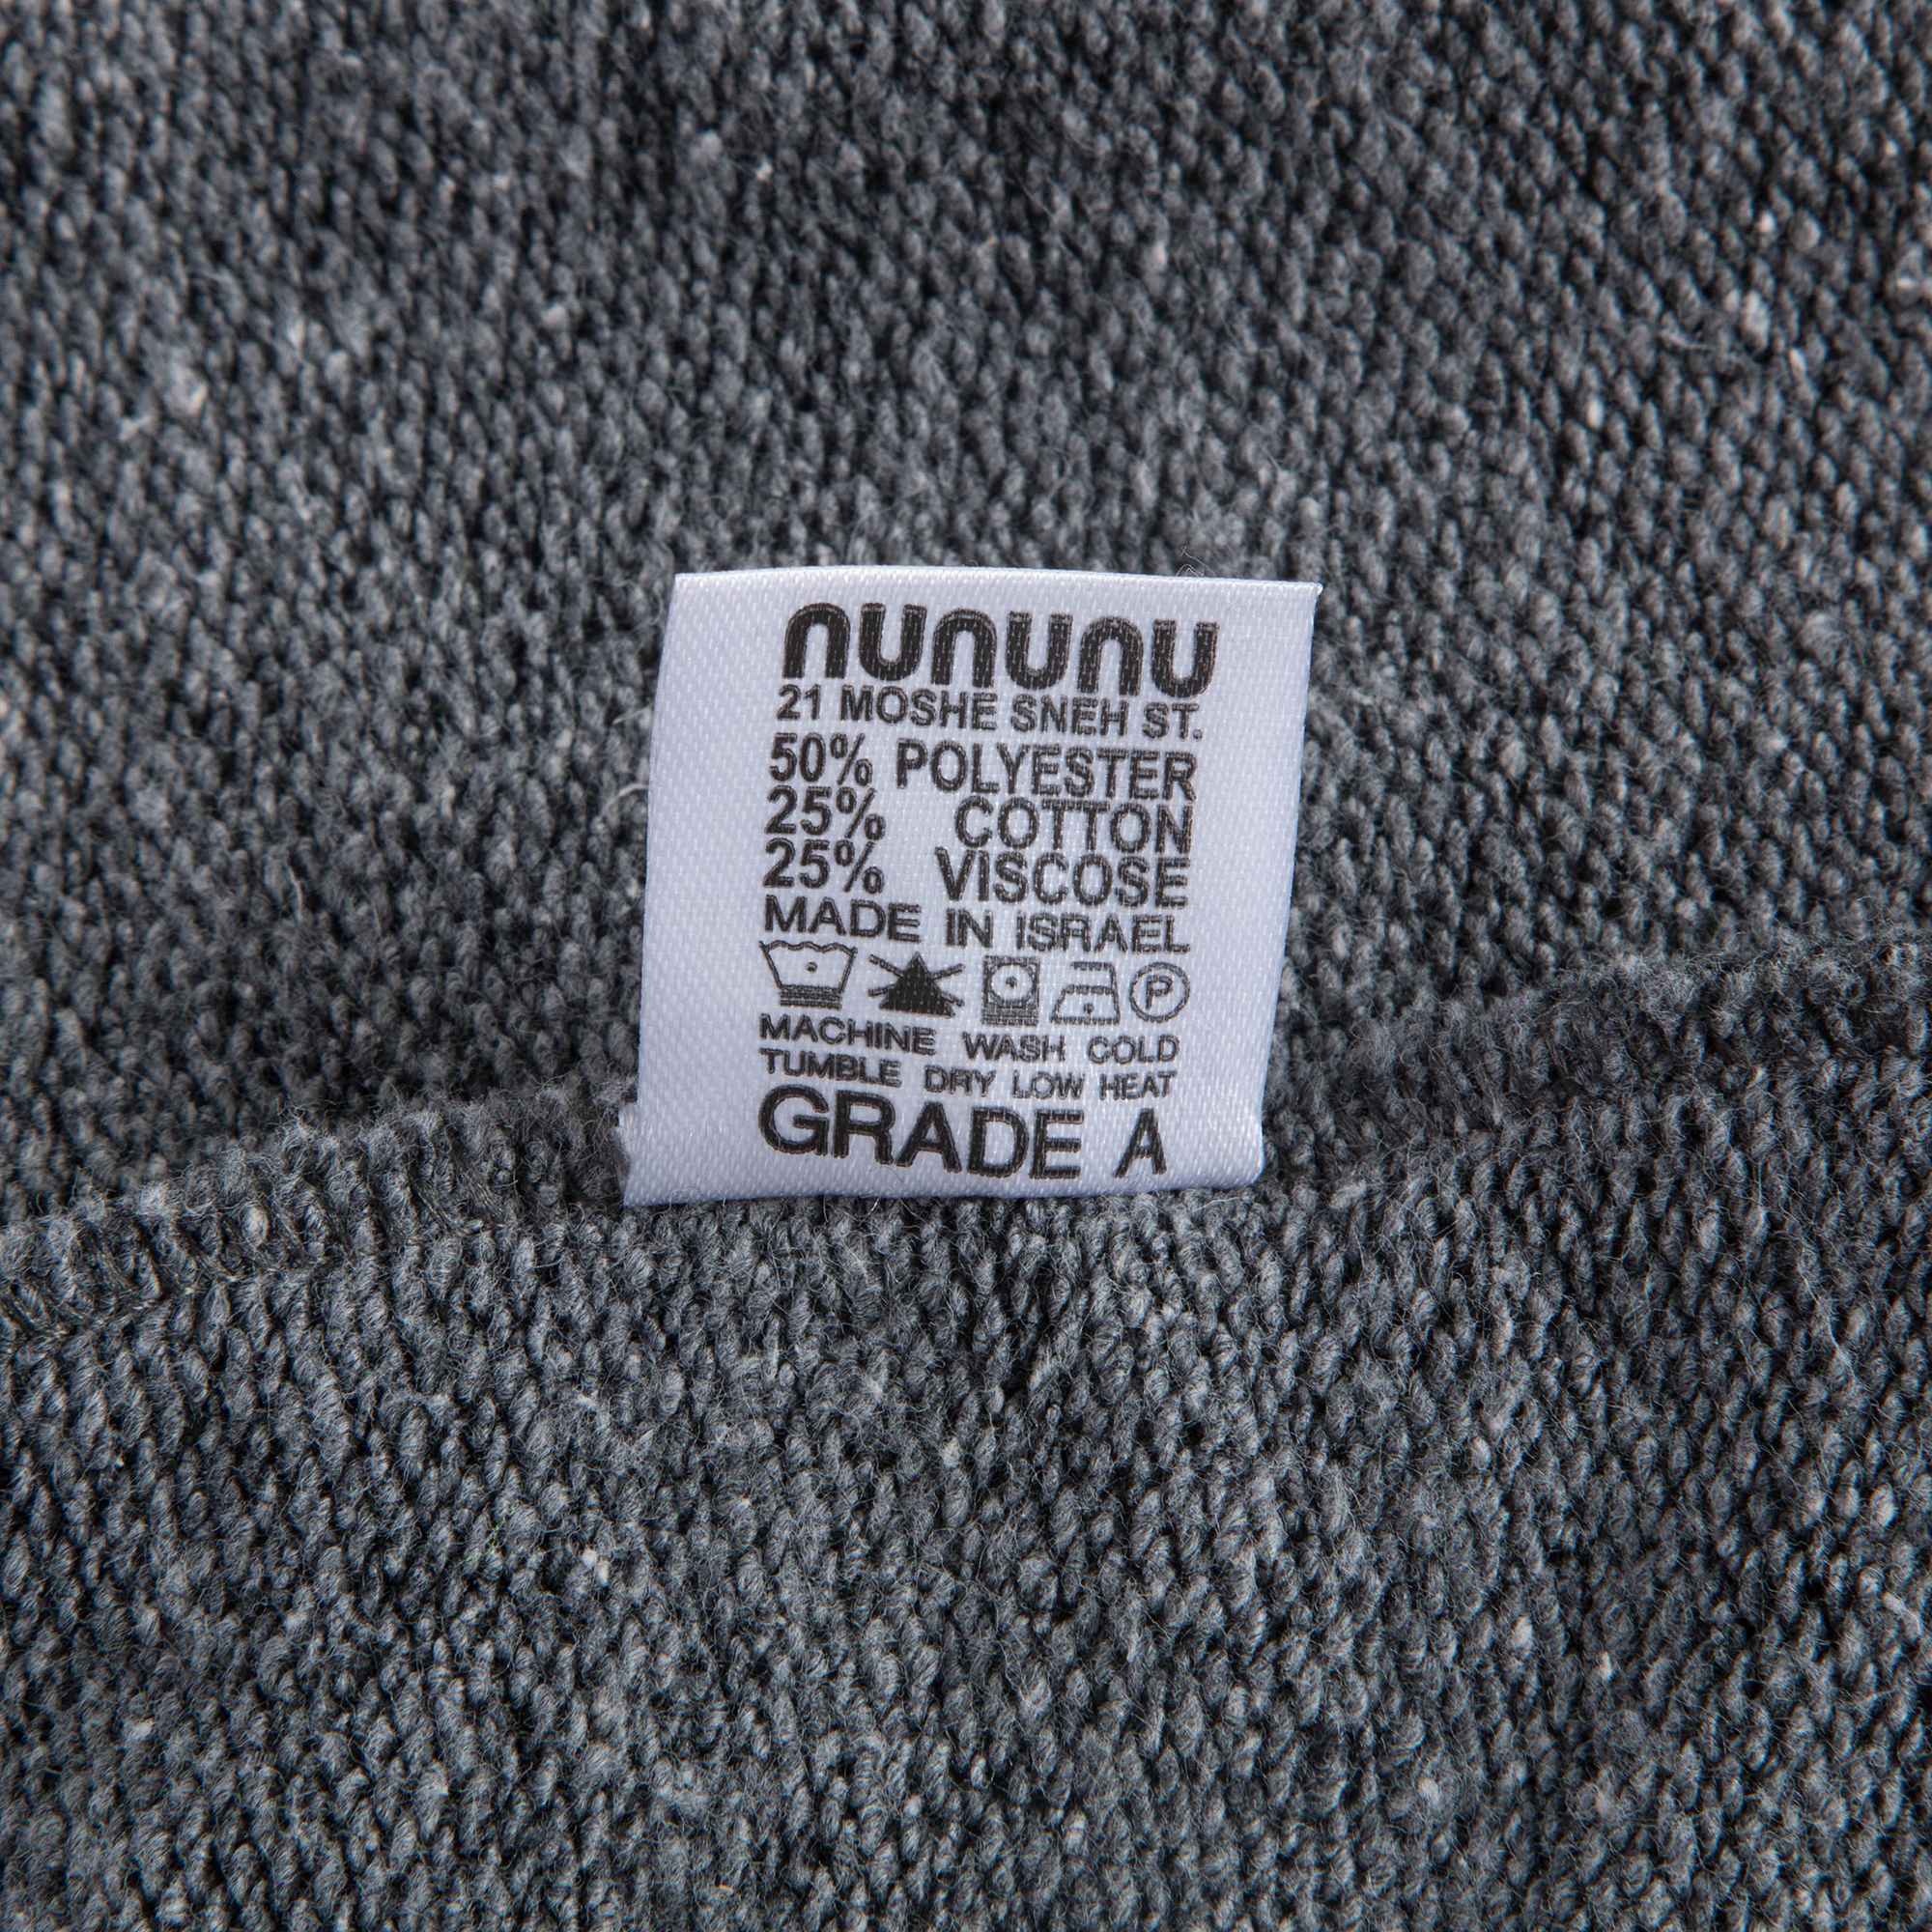 nununu
21 MOSHE SNEH ST.
50% POLYESTER
25% COTTON
25% VISCOSE
MADE IN ISRAEL
P
MACHINE WASH COLD
TUMBLE DRY LOW HEAT
GRADE A